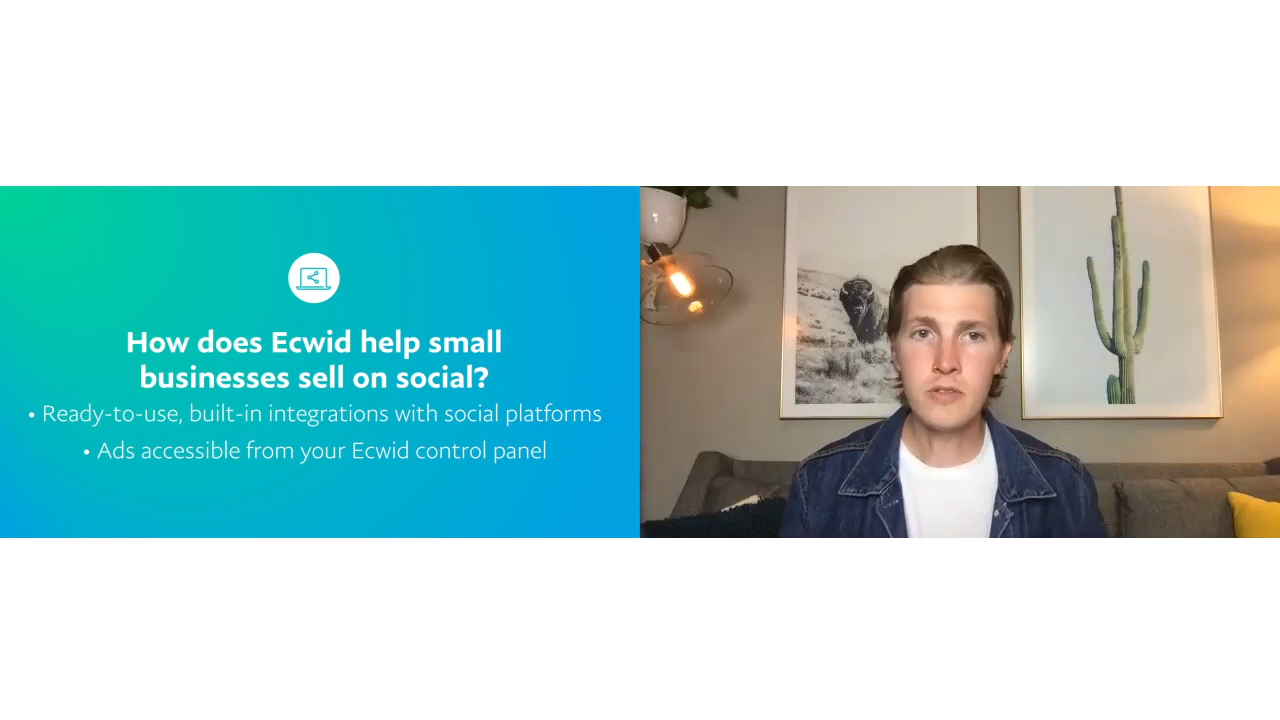 How does Ecwid help small
businesses sell on social?
• Ready-to-use, built-in integrations with social platforms
• Ads accessible from your Ecwid control panel